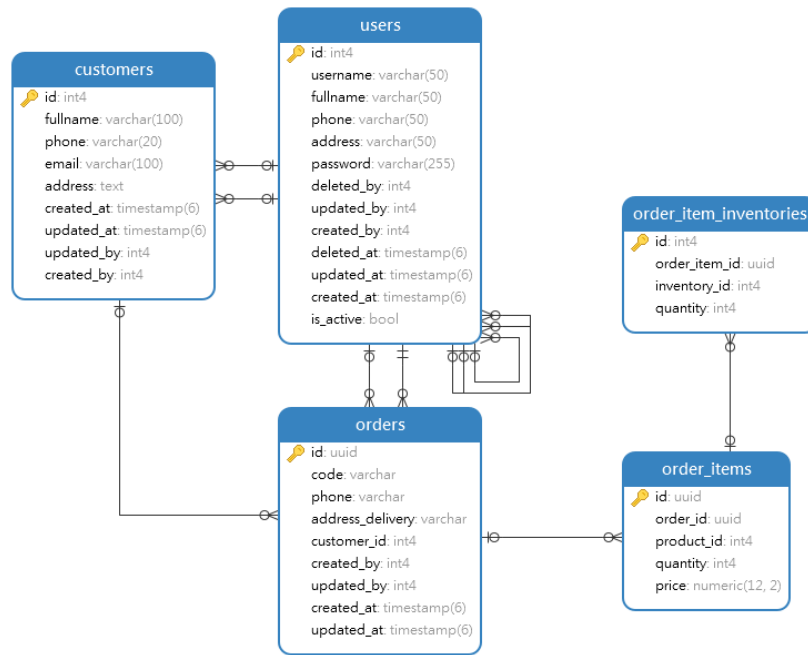 users
id: int4
username: varchar(50)
fullname: varchar(50)
phone: varchar(50)
address: varchar(50)
password: varchar(255)
deleted_by: int4
updated_by: int4
created_by: int4
deleted_at: timestamp(6)
updated_at: timestamp(6)
created_at: timestamp(6)
is_active: bool
customers
id: int4
fullname: varchar(100)
phone: varchar(20)
email: varchar(100)
address: text
created_at: timestamp(6)
updated_at: timestamp(6)
updated_by: int4
created_by: int4
order_item_inventories
id: int4
order_item_id: uuid
inventory_id: int4
quantity: int4
orders
id: uuid
code: varchar
phone: varchar
address_delivery: varchar
customer_id: int4
created_by: int4
updated_by: int4
created_at: timestamp(6)
updated_at: timestamp(6)
order_items
id: uuid
order_id: uuid
product_id: int4
quantity: int4
price: numeric(12, 2)